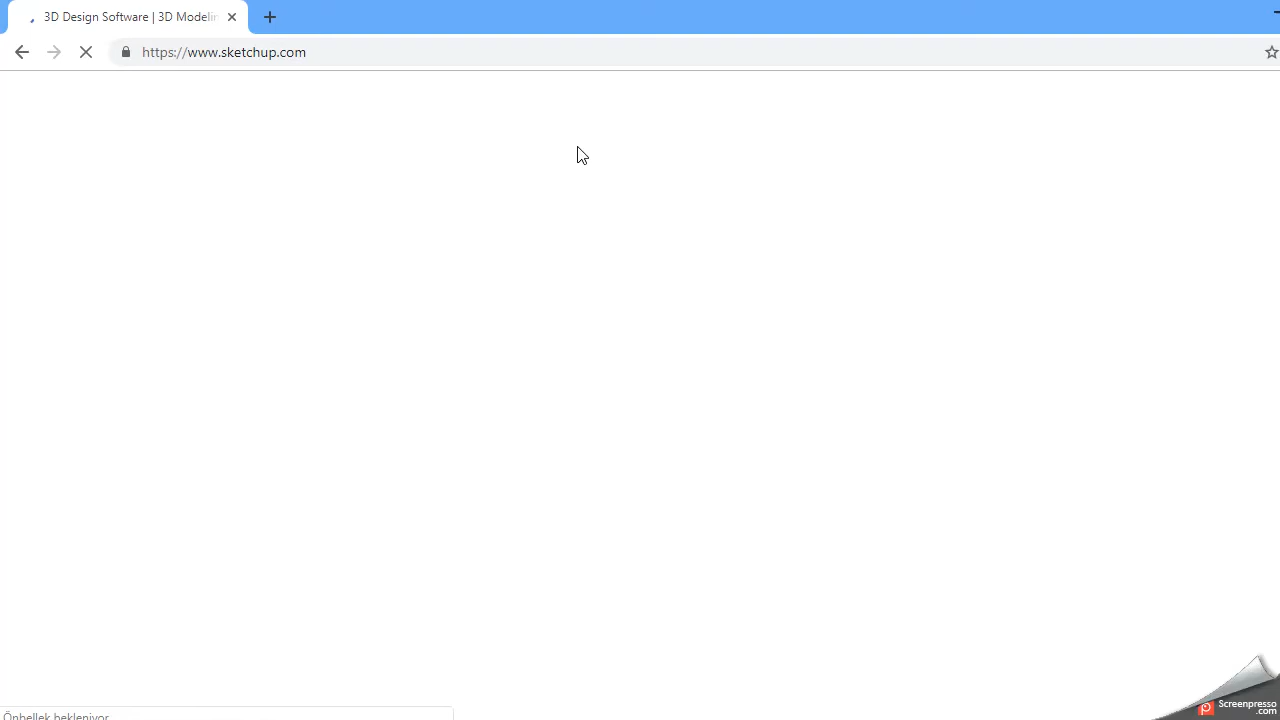 3D Design Software | 3D Modelin
https://www.sketchup.com
Önbellek bekleniyor
Screenpresso
.com